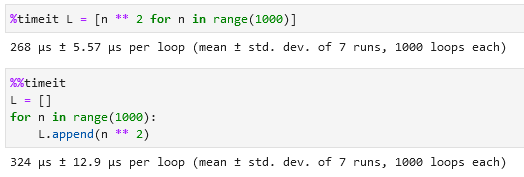 %timeit L = [n ** 2 for n in range(1000)]
268 µs ± 5.57 µs per loop (mean ± std. dev. of 7 runs, 1000 loops each)
%%timeit
L = []
for n in range(1000):
    L.append(n ** 2)
324 µs ± 12.9 µs per loop (mean ± std. dev. of 7 runs, 1000 loops each)